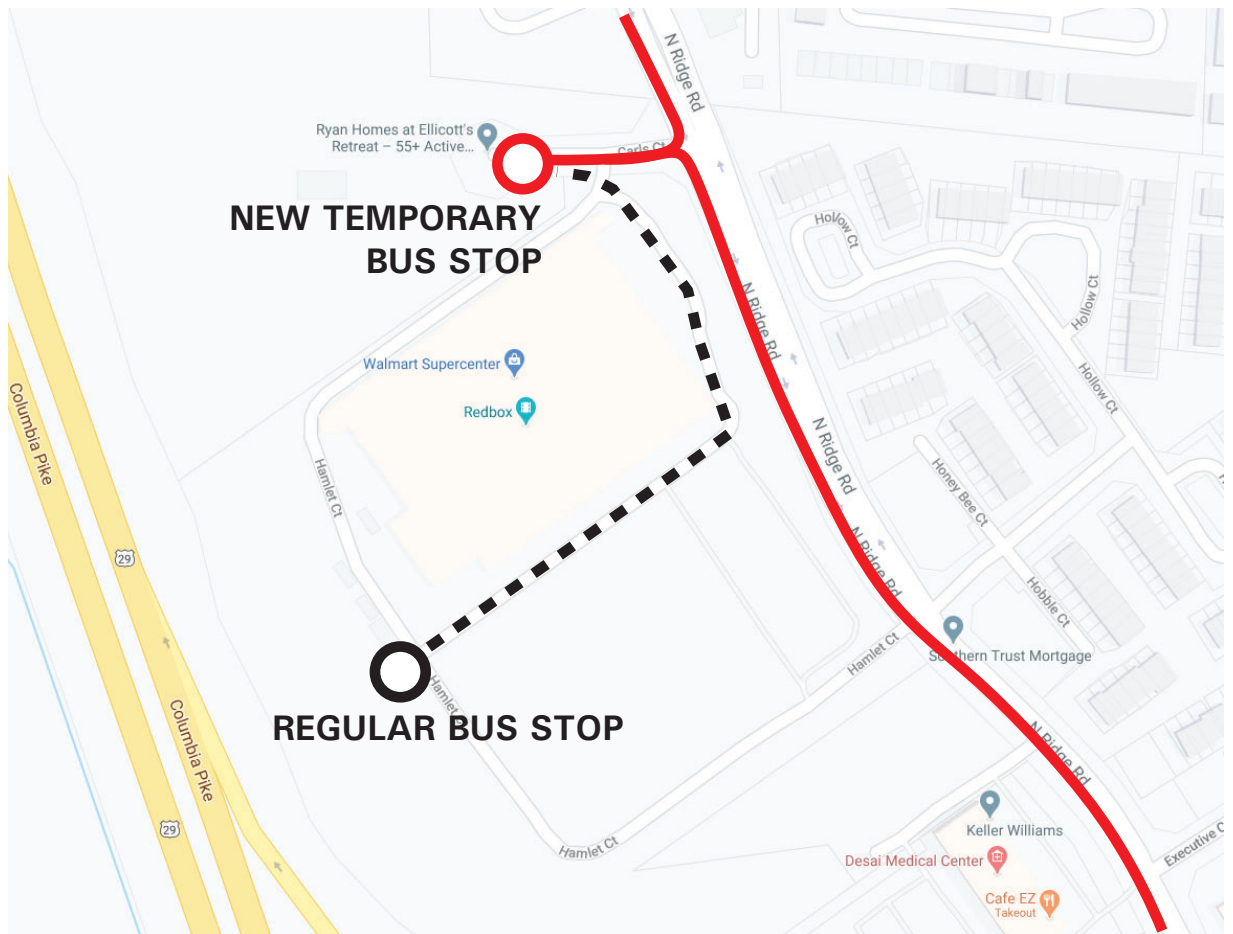 N Ridge Rd
Ryan Homes at Ellicott's
Retreat – 55+ Active...
Carls Ct
NEW TEMPORARY
BUS STOP
Hollow Ct
N Ridge Rd
Hollow Ct
Walmart Supercenter
Hollow Ct
Redbox
Columbia Pike
N Ridge Rd
Hamlet Ct
Honey Bee Ct
29
N Ridge Rd
Hobble Ct
Hamlet Ct
Southern Trust Mortgage
Hamlet
REGULAR BUS STOP
Columbia Pike
N Ridge Rd
29
Keller Williams
Hamlet Ct
Executive C
Desai Medical Center
Cafe EZ
Takeout